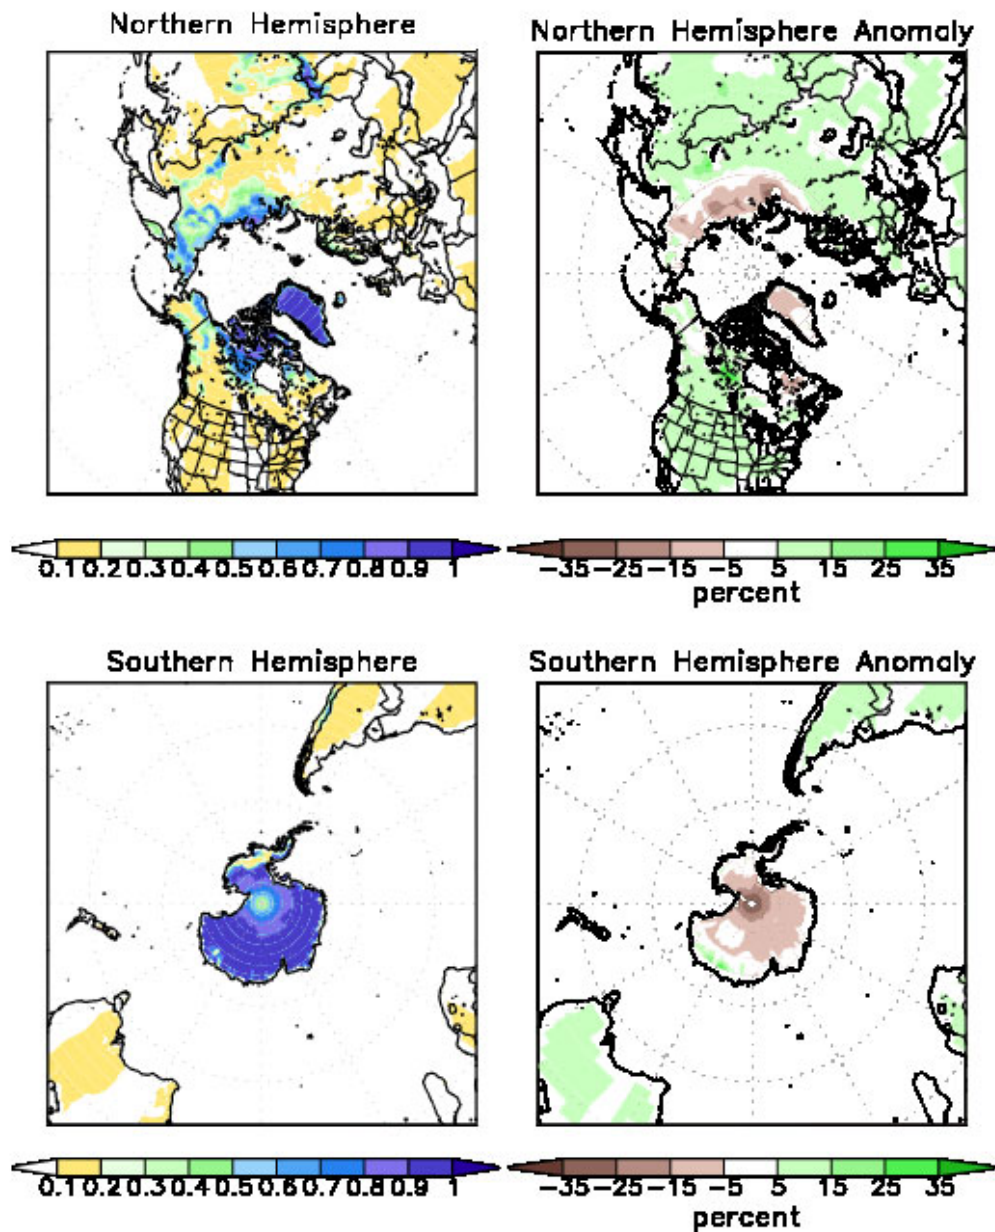 Northern Hemisphere
Northern Hemisphere Anomaly
0.1 0.2 0.3 0.4 0.5 0.6 0.7 0.8 0.9 1
-35 -25 -15 -5 5 15 25 35
percent
Southern Hemisphere
Southern Hemisphere Anomaly
0.1 0.2 0.3 0.4 0.5 0.6 0.7 0.8 0.9 1
-35 -25 -15 -5 5 15 25 35
percent